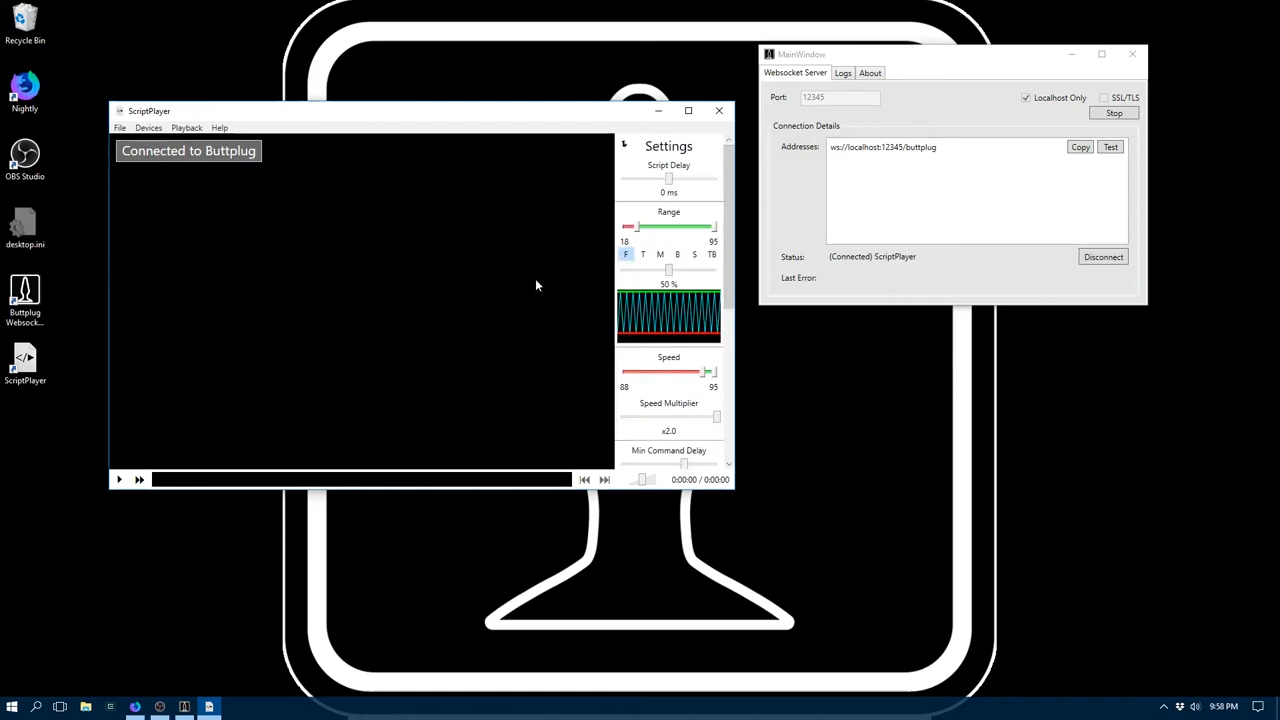 Recycle Bin
Nightly
OBS Studio
desktop.ini
Buttplug
Websock...
ScriptPlayer
ScriptPlayer
File Devices Playback Help
Connected to Buttplug
Settings
Script Delay
0 ms
Range
18 95
F T M B S TB
50 %
Speed
88 95
Speed Multiplier
x2.0
Min Command Delay
0:00:00 / 0:00:00
MainWindow
Websocket Server Logs About
Port: 12345 Localhost Only SSL/TLS
Stop
Connection Details
Addresses: ws://localhost:12345/buttplug Copy Test
Status: (Connected) ScriptPlayer Disconnect
Last Error:
9:58 PM